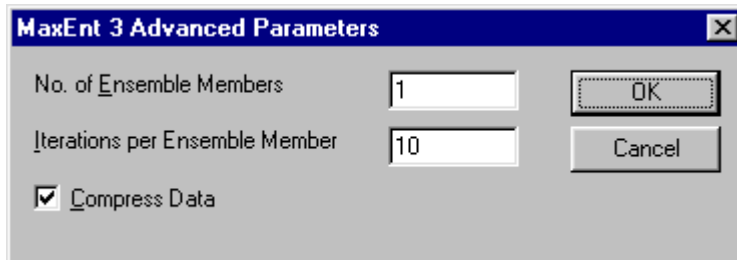 MaxEnt 3 Advanced Parameters
No. of Ensemble Members 1 OK
Iterations per Ensemble Member 10 Cancel
Compress Data